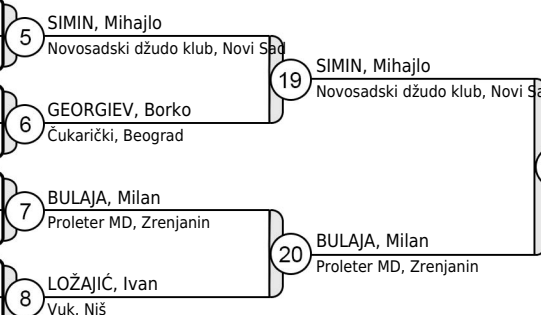 5
SIMIN, Mihajlo
Novosadski džudo klub, Novi Sad
19
SIMIN, Mihajlo
Novosadski džudo klub, Novi
6
GEORGIEV, Borko
Čukarički, Beograd
7
BULAJA, Milan
Proleter MD, Zrenjanin
20
BULAJA, Milan
Proleter MD, Zrenjanin
8
LOŽAJIĆ, Ivan
Vuk, Niš